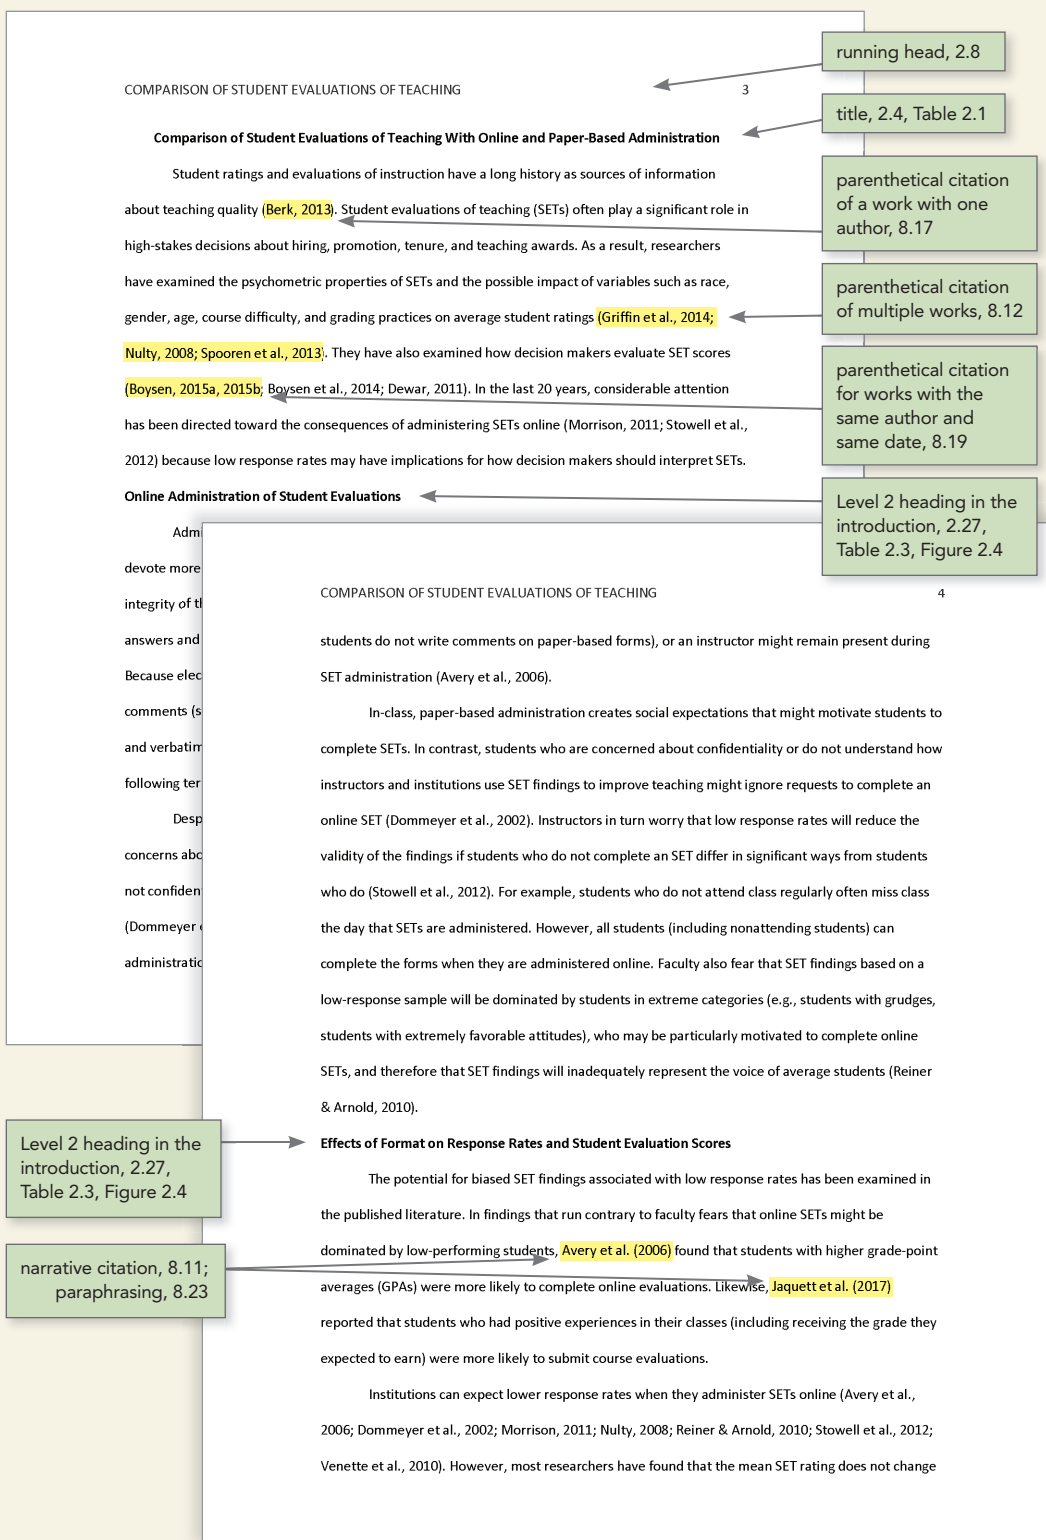 COMPARISON OF STUDENT EVALUATIONS OF TEACHING 3
Comparison of Student Evaluations of Teaching With Online and Paper-Based Administration
Student ratings and evaluations of instruction have a long history as sources of information
about teaching quality (Berk, 2013). Student evaluations of teaching (SETs) often play a significant role in
high-stakes decisions about hiring, promotion, tenure, and teaching awards. As a result, researchers
have examined the psychometric properties of SETs and the possible impact of variables such as race,
gender, age, course difficulty, and grading practices on average student ratings (Griffin et al., 2014;
Nulty, 2008; Spooren et al., 2013). They have also examined how decision makers evaluate SET scores
(Boysen, 2015a, 2015b; Boysen et al., 2014; Dewar, 2011). In the last 20 years, considerable attention
has been directed toward the consequences of administering SETs online (Morrison, 2011; Stowell et al.,
2012) because low response rates may have implications for how decision makers should interpret SETs.
Online Administration of Student Evaluations
Admi
devote more
integrity of th
answers and
Because elec
comments (s
and verbatim
following ter
Desp
concerns abo
not confident
(Dommeyer e
administratio
running head, 2.8
title, 2.4, Table 2.1
parenthetical citation
of a work with one
author, 8.17
parenthetical citation
of multiple works, 8.12
parenthetical citation
for works with the
same author and
same date, 8.19
Level 2 heading in the
introduction, 2.27,
Table 2.3, Figure 2.4
COMPARISON OF STUDENT EVALUATIONS OF TEACHING 4
students do not write comments on paper-based forms), or an instructor might remain present during
SET administration (Avery et al., 2006).
In-class, paper-based administration creates social expectations that might motivate students to
complete SETs. In contrast, students who are concerned about confidentiality or do not understand how
instructors and institutions use SET findings to improve teaching might ignore requests to complete an
online SET (Dommeyer et al., 2002). Instructors in turn worry that low response rates will reduce the
validity of the findings if students who do not complete an SET differ in significant ways from students
who do (Stowell et al., 2012). For example, students who do not attend class regularly often miss class
the day that SETs are administered. However, all students (including nonattending students) can
complete the forms when they are administered online. Faculty also fear that SET findings based on a
low-response sample will be dominated by students in extreme categories (e.g., students with grudges,
students with extremely favorable attitudes), who may be particularly motivated to complete online
SETs, and therefore that SET findings will inadequately represent the voice of average students (Reiner
& Arnold, 2010).
Effects of Format on Response Rates and Student Evaluation Scores
The potential for biased SET findings associated with low response rates has been examined in
the published literature. In findings that run contrary to faculty fears that online SETs might be
dominated by low-performing students, Avery et al. (2006) found that students with higher grade-point
averages (GPAs) were more likely to complete online evaluations. Likewise, Jaquett et al. (2017)
reported that students who had positive experiences in their classes (including receiving the grade they
expected to earn) were more likely to submit course evaluations.
Institutions can expect lower response rates when they administer SETs online (Avery et al.,
2006; Dommeyer et al., 2002; Morrison, 2011; Nulty, 2008; Reiner & Arnold, 2010; Stowell et al., 2012;
Venette et al., 2010). However, most researchers have found that the mean SET rating does not change
Level 2 heading in the
introduction, 2.27,
Table 2.3, Figure 2.4
narrative citation, 8.11;
paraphrasing, 8.23